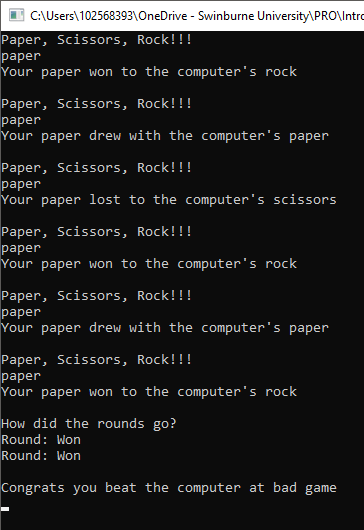 C:\Users\102568393\OneDrive - Swinburne University\PRO\Intro
Paper, Scissors, Rock!!!
paper
Your paper won to the computer's rock
Paper, Scissors, Rock!!!
paper
Your paper drew with the computer's paper
Paper, Scissors, Rock!!!
paper
Your paper lost to the computer's scissors
Paper, Scissors, Rock!!!
paper
Your paper won to the computer's rock
Paper, Scissors, Rock!!!
paper
Your paper drew with the computer's paper
Paper, Scissors, Rock!!!
paper
Your paper won to the computer's rock
How did the rounds go?
Round: Won
Round: Won
Congrats you beat the computer at bad game